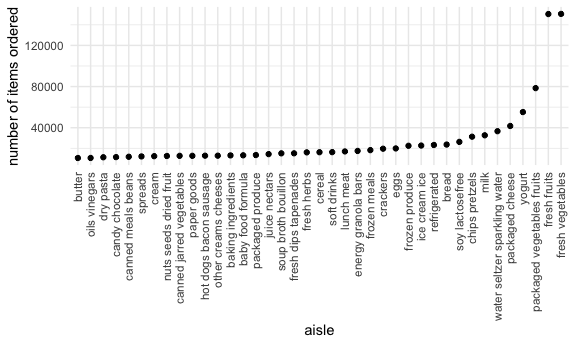 number of items ordered
120000
80000
40000
butter
oils vinegars
dry pasta
candy chocolate
canned meals beans
spreads
cream
nuts seeds dried fruit
canned jarred vegetables
paper goods
hot dogs bacon sausage
other creams cheeses
baking ingredients
baby food formula
packaged produce
juice nectars
soup broth bouillon
fresh dips tapenades
fresh herbs
cereal
soft drinks
lunch meat
energy granola bars
frozen meals
crackers
eggs
frozen produce
ice cream ice
refrigerated
bread
soy lactosefree
chips pretzels
milk
water seltzer sparkling water
packaged cheese
yogurt
packaged vegetables fruits
fresh fruits
fresh vegetables
aisle